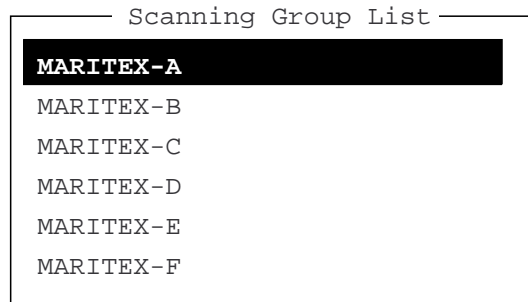 Scanning Group List
MARITEX-A
MARITEX-B
MARITEX-C
MARITEX-D
MARITEX-E
MARITEX-F